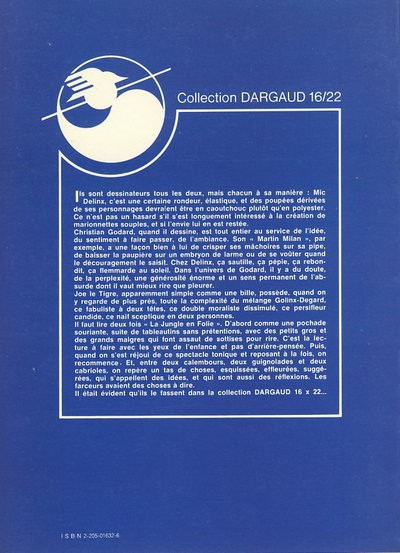 Collection DARGAUD 16/22
Ils sont dessinateurs tous les deux, mais chacun à sa manière : Mic
Delinx, c'est une certaine rondeur, élastique, et des poupées dérivées
de ses personnages devraient être en caoutchouc plutôt qu'en polyester.
Ce n'est pas un hasard s'il s'est longuement intéressé à la création de
marionnettes souples, et si l'envie lui en est restée.
Christian Godard, quand il dessine, est tout entier au service de l'idée,
du sentiment à faire passer, de l'ambiance. Son « Martin Milan », par
exemple, a une façon bien à lui de crisper ses mâchoires sur sa pipe,
de baisser la paupière sur un embryon de larme ou de se voûter quand
le découragement le saisit. Chez Delinx, ça sautille, ça pépie, ça rebon-
dit, ça flemmarde au soleil. Dans l'univers de Godard, il y a du doute,
de la perplexité, une générosité énorme et un sens permanent de l'ab-
surde dont il vaut mieux rire que pleurer.
Joe le Tigre, apparemment simple comme une bille, possède, quand on
y regarde de plus près, toute la complexité du mélange Golinx-Degard,
ce fabuliste à deux têtes, ce double moraliste dissimulé, ce persifleur
candide, ce naïf sceptique en deux personnes.
Il faut lire deux fois « La Jungle en Folie ». D'abord comme une pochade
souriante, suite de tableautins sans prétentions, avec des petits gros et
des grands maigres qui font assaut de sottises pour rire. C'est la lec-
ture à faire avec les yeux de l'enfance et pas d'arrière-pensée. Puis,
quand on s'est réjoui de ce spectacle tonique et reposant à la fois, on
recommence. Et, entre deux calembours, deux guignolades et deux
cabrioles, on repère un tas de choses, esquissées, effleurées, suggé-
rées, qui s'appellent des idées, et qui sont aussi des réflexions. Les
farceurs avaient des choses à dire.
Il était évident qu'ils le fassent dans la collection DARGAUD 16 x 22...
ISBN 2-205-01632-6